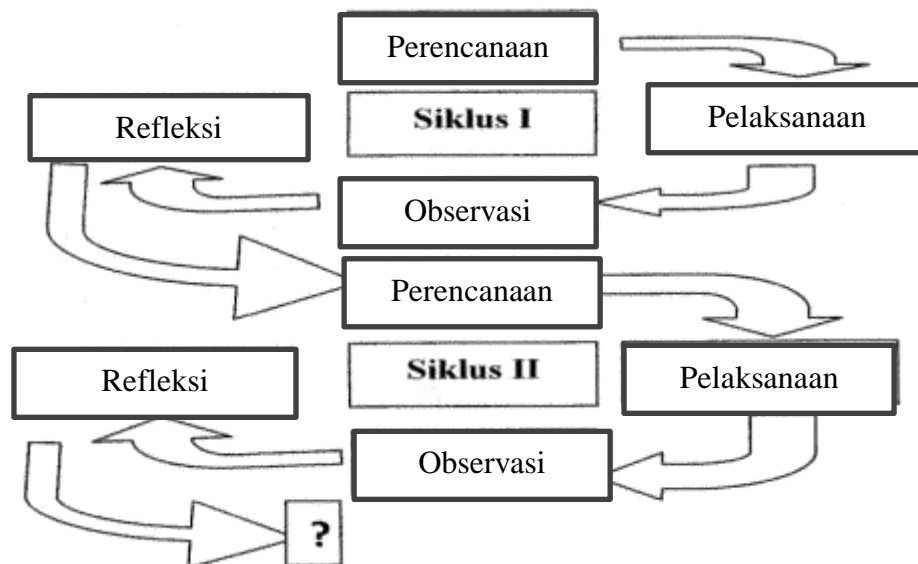 Perencanaan
Refleksi
Siklus I
Pelaksanaan
Observasi
Perencanaan
Refleksi
Siklus II
Pelaksanaan
Observasi
?